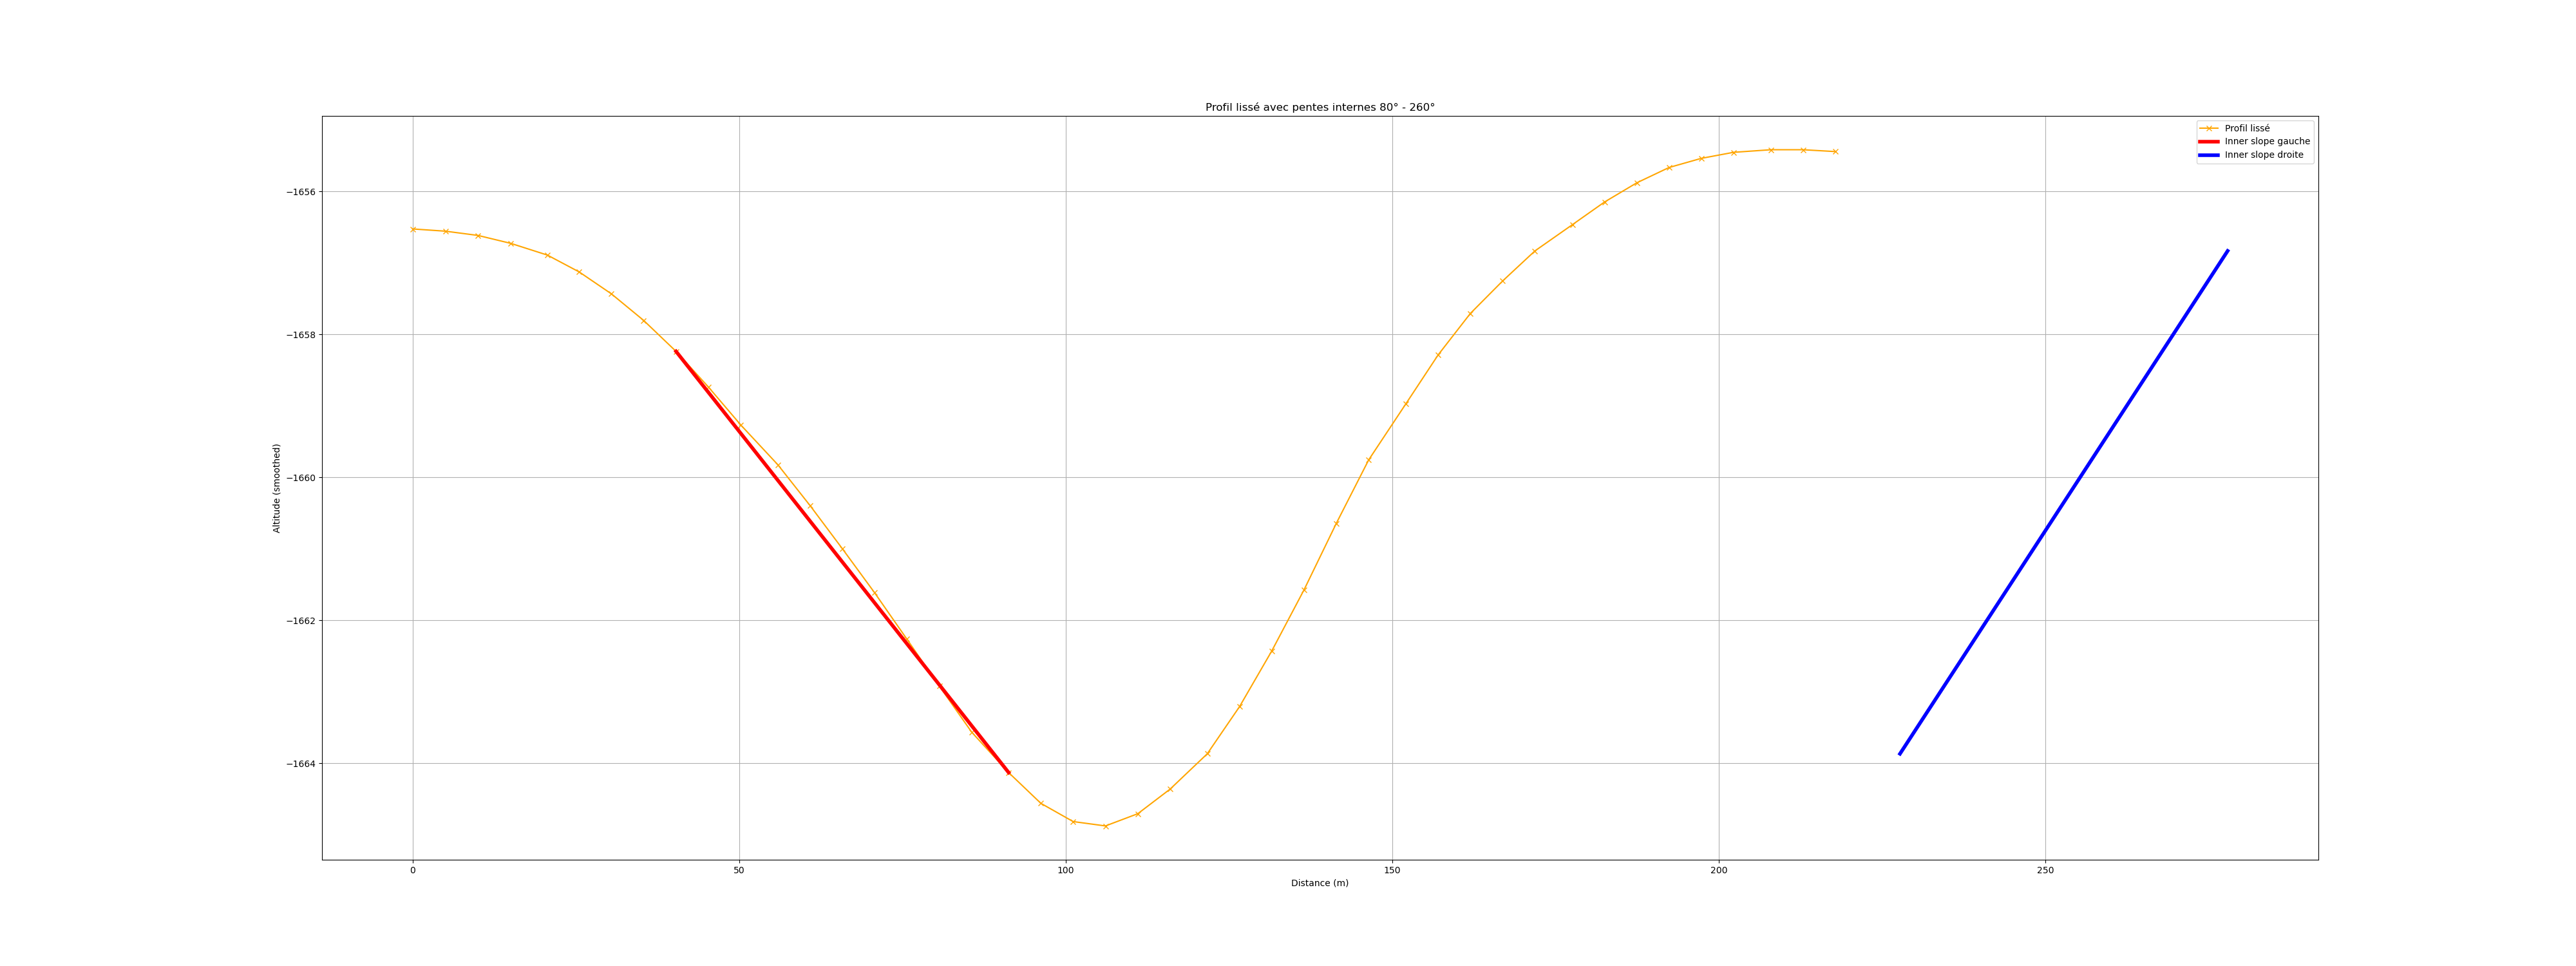 Profil lissé avec pentes internes 80° - 260°
Profil lissé
Inner slope gauche
Inner slope droite
Altitude (smoothed)
−1656
−1658
−1660
−1662
−1664
0 50 100 150 200 250
Distance (m)